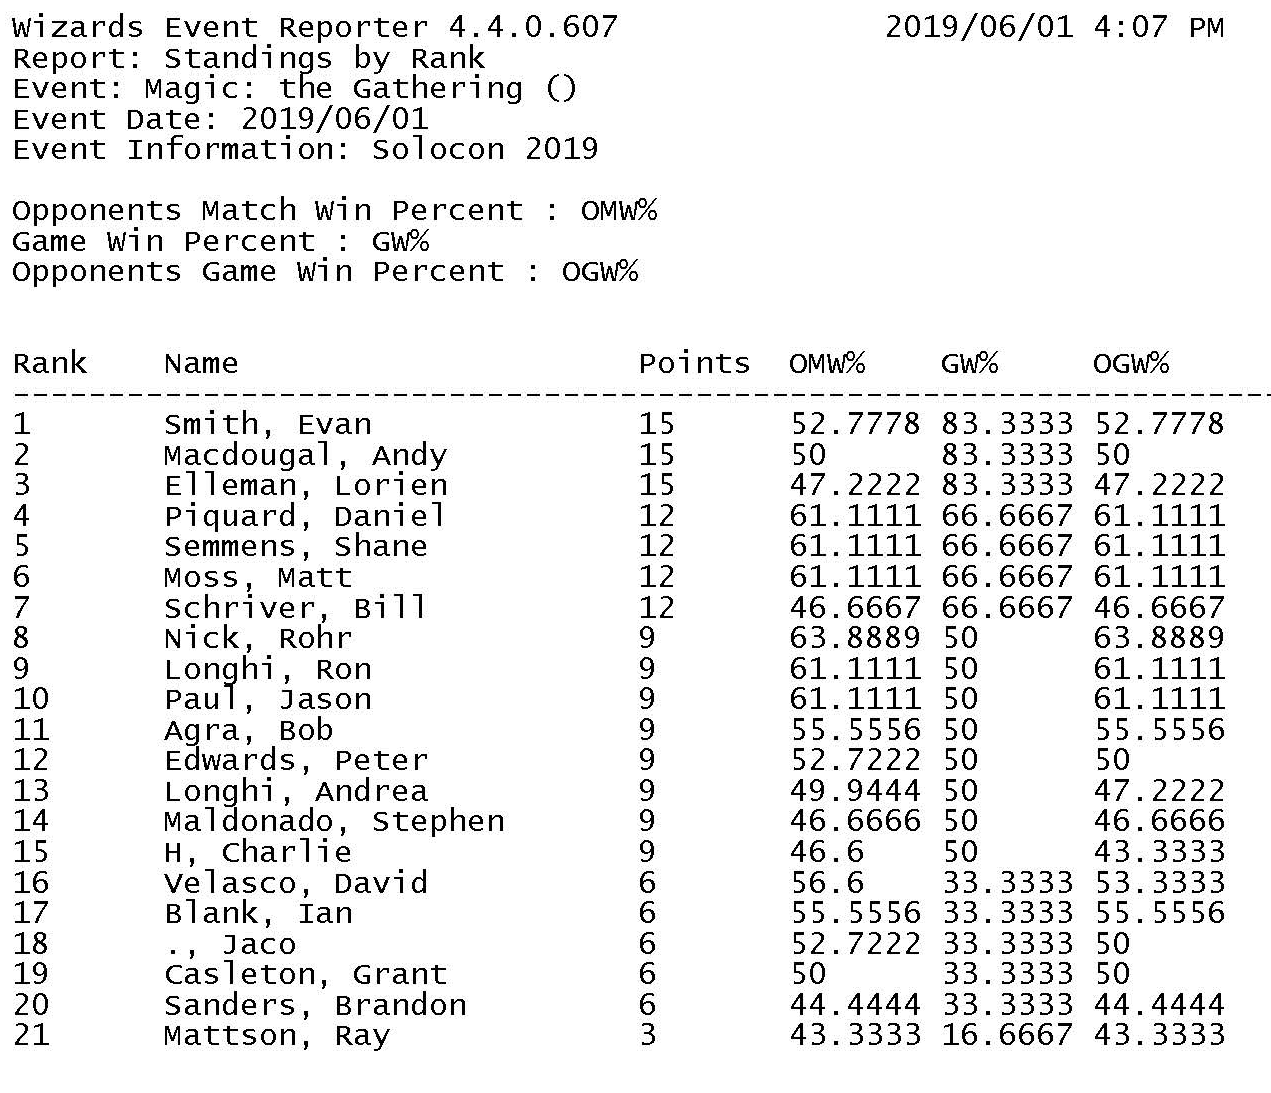 Wizards Event Reporter 4.4.0.607 2019/06/01 4:07 PM
Report: Standings by Rank
Event: Magic: the Gathering ()
Event Date: 2019/06/01
Event Information: Solocon 2019
Opponents Match Win Percent : OMW%
Game Win Percent : GW%
Opponents Game Win Percent : OGW%
Rank Name Points OMW% GW% OGW%
-------------------------------------------------------------------
1 Smith, Evan 15 52.7778 83.3333 52.7778
2 Macdougal, Andy 15 50 83.3333 50
3 Elleman, Lorien 15 47.2222 83.3333 47.2222
4 Piquard, Daniel 12 61.1111 66.6667 61.1111
5 Semmens, Shane 12 61.1111 66.6667 61.1111
6 Moss, Matt 12 61.1111 66.6667 61.1111
7 Schriver, Bill 12 46.6667 66.6667 46.6667
8 Nick, Rohr 9 63.8889 50 63.8889
9 Longhi, Ron 9 61.1111 50 61.1111
10 Paul, Jason 9 61.1111 50 61.1111
11 Agra, Bob 9 55.5556 50 55.5556
12 Edwards, Peter 9 52.7222 50 50
13 Longhi, Andrea 9 49.9444 50 47.2222
14 Maldonado, Stephen 9 46.6666 50 46.6666
15 H, Charlie 9 46.6 50 43.3333
16 Velasco, David 6 56.6 33.3333 53.3333
17 Blank, Ian 6 55.5556 33.3333 55.5556
18 ., Jaco 6 52.7222 33.3333 50
19 Casleton, Grant 6 50 33.3333 50
20 Sanders, Brandon 6 44.4444 33.3333 44.4444
21 Mattson, Ray 3 43.3333 16.6667 43.3333